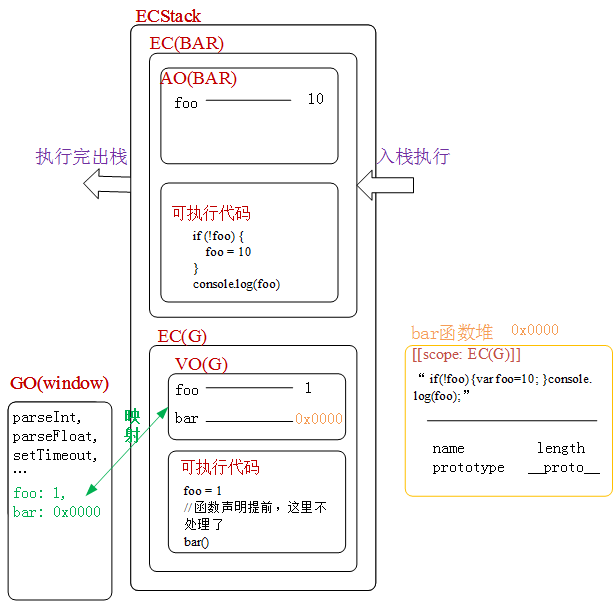 ECStack
EC(BAR)
AO(BAR)
foo 10
执行完出栈
入栈执行
可执行代码
if (!foo) {
foo = 10
}
console.log(foo)
EC(G)
VO(G)
foo 1
bar 0x0000
可执行代码
foo = 1
// 函数声明提前，这里不
处理了
bar()
GO(window)
parseInt,
parseFloat,
setTimeout,
...
foo: 1,
bar: 0x0000
映
射
bar函数堆 0x0000
[[scope: EC(G)]]
“ if(!foo){var foo=10; }console.
log(foo);”
name length
prototype __proto__